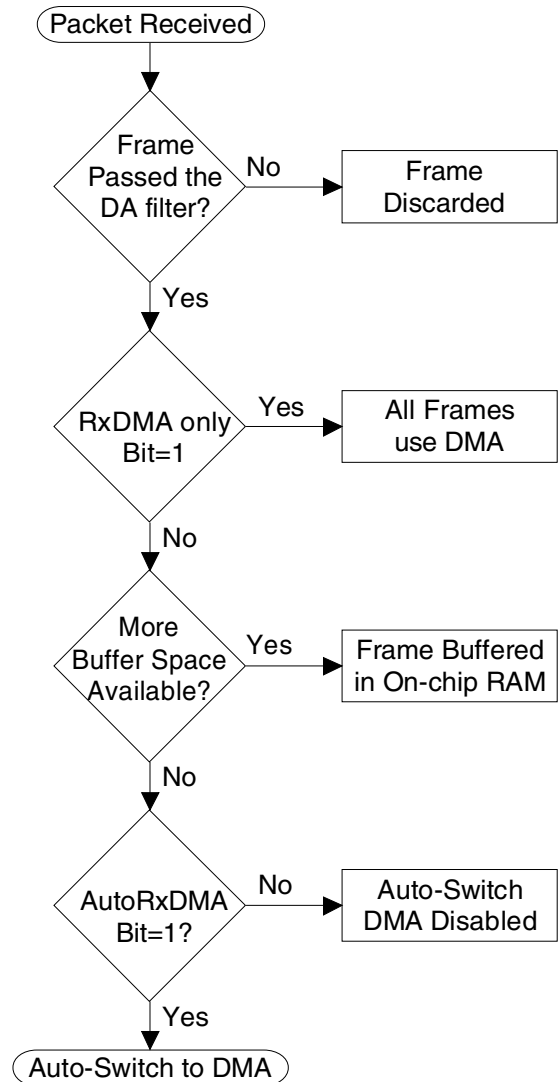 Packet Received
Frame
Passed the
DA filter?
No
Frame
Discarded
Yes
RxDMA only
Bit=1
Yes
All Frames
use DMA
No
More
Buffer Space
Available?
Yes
Frame Buffered
in On-chip RAM
No
AutoRxDMA
Bit=1?
No
Auto-Switch
DMA Disabled
Yes
Auto-Switch to DMA